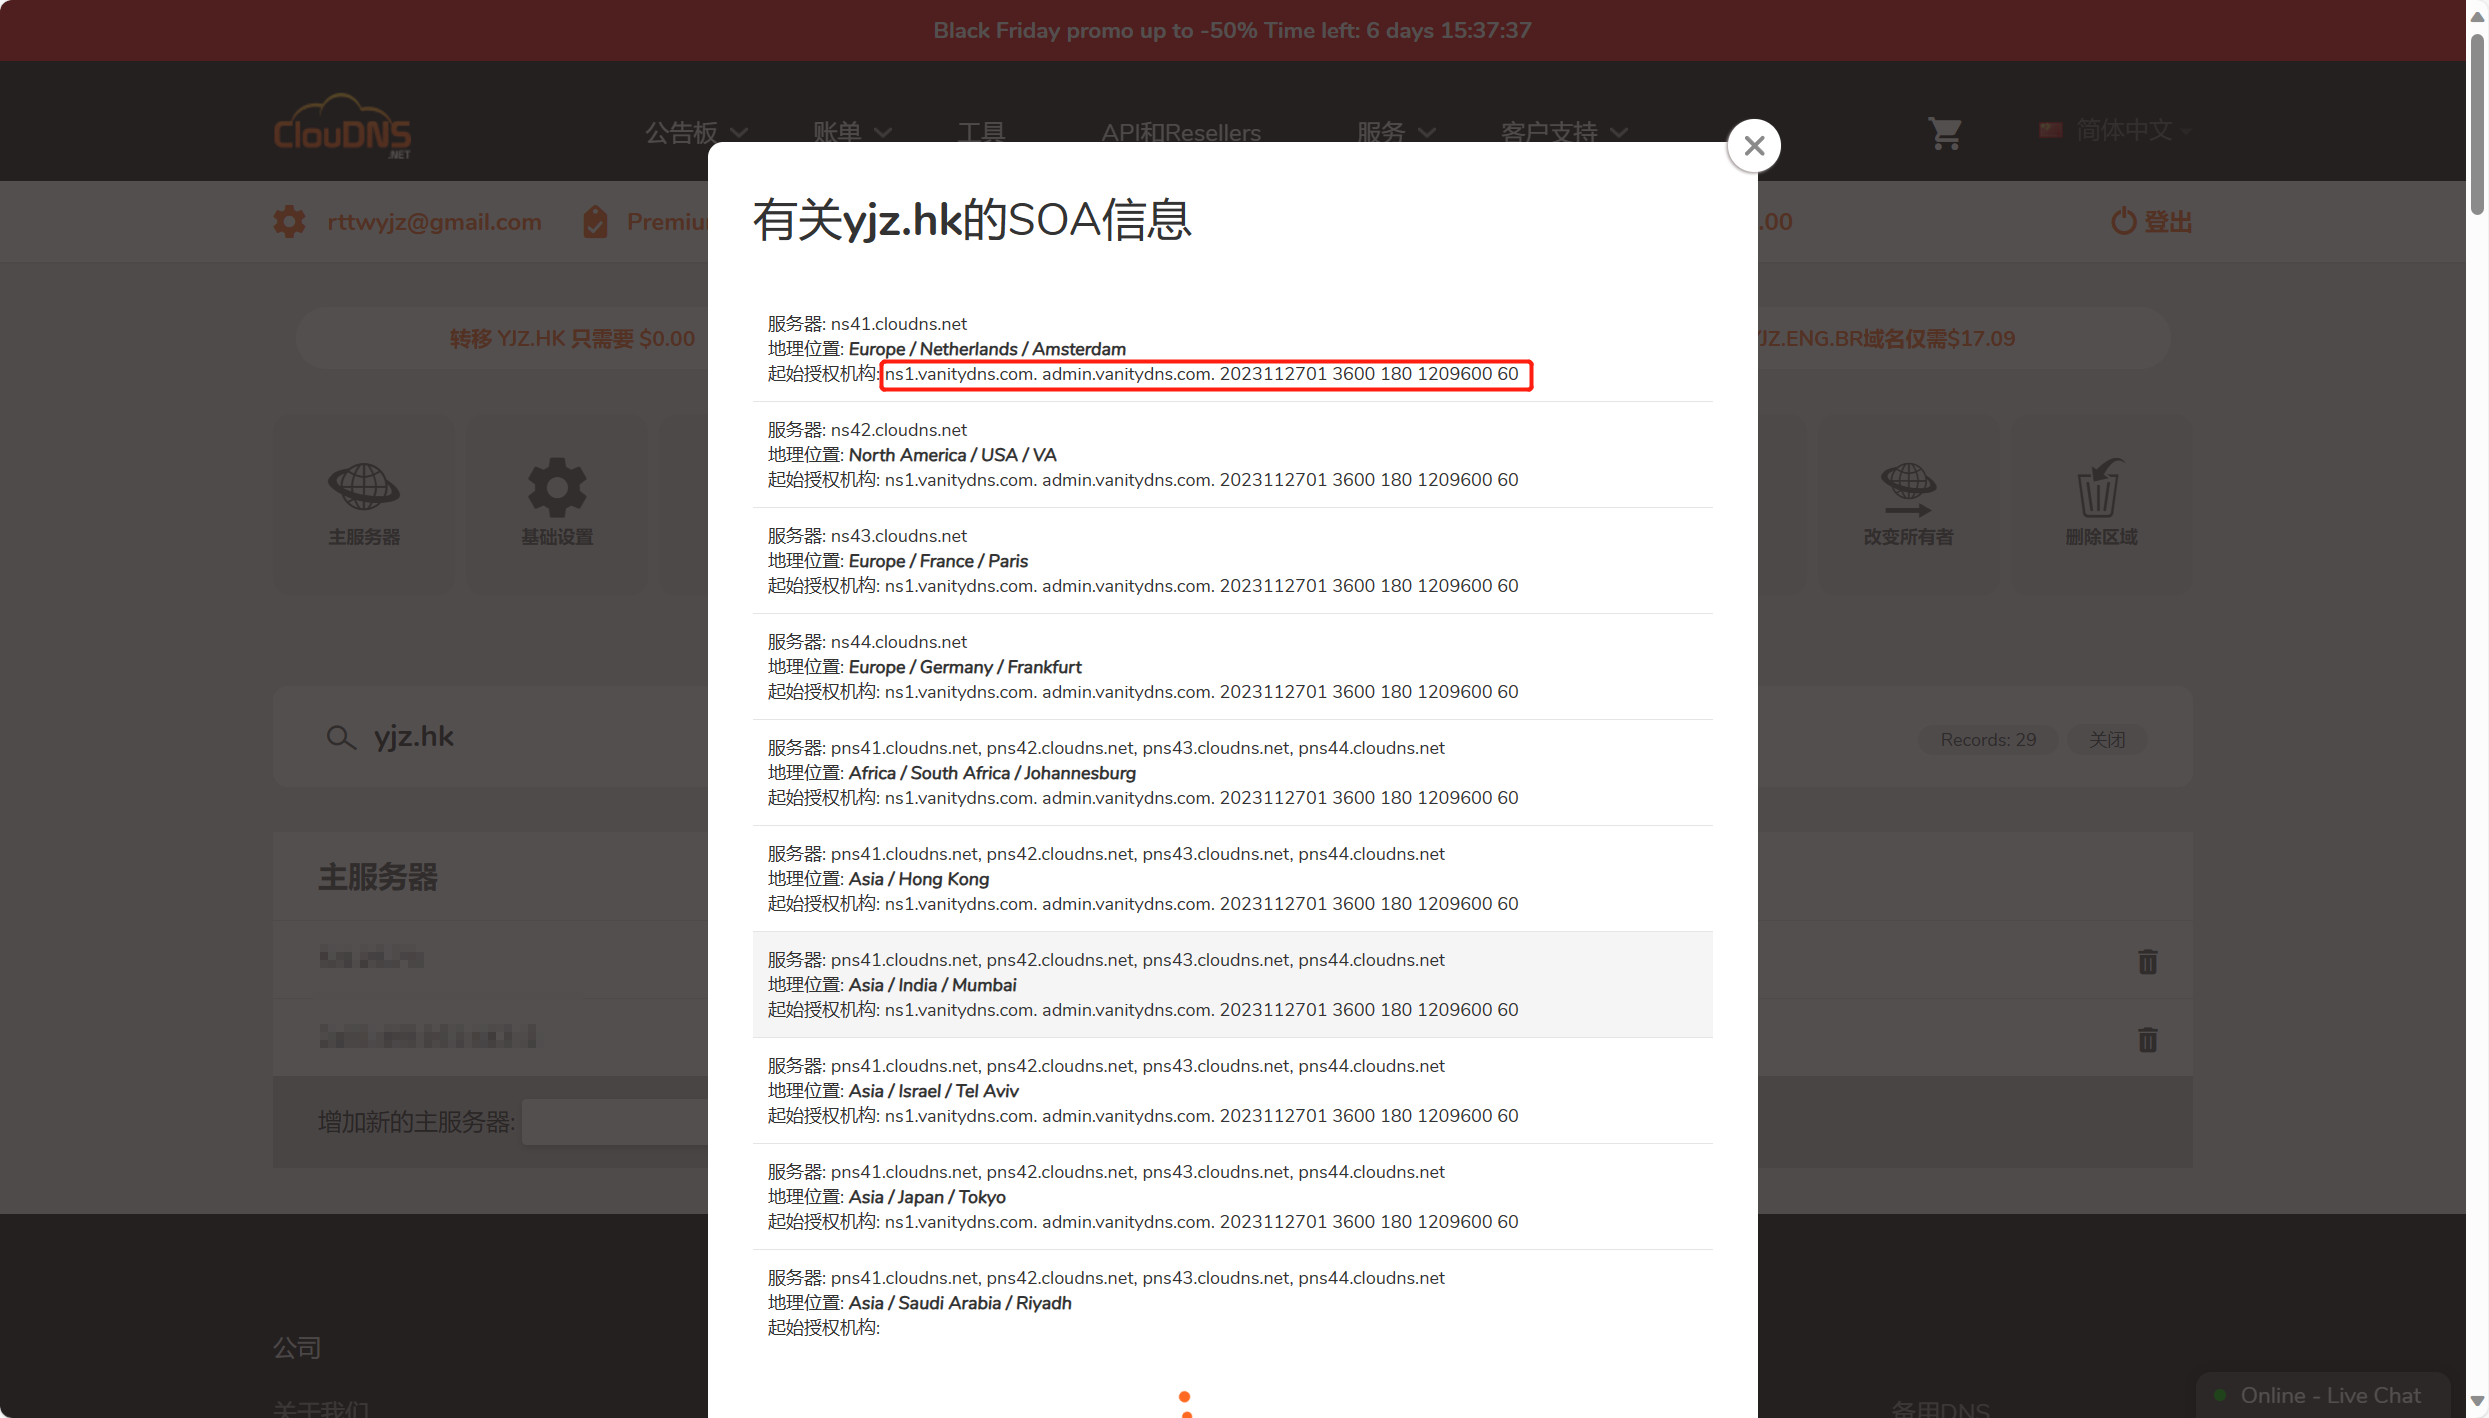 Black Friday promo up to -50% Time left: 6 days 15:37:37
ClouDNS
.NET
公告板
账单
工具
API和Resellers
服务
客户支持
简体中文
rttwyjz@gmail.com
.00
登出
转移 YJZ.HK 只需要 $0.00
JZ.ENG.BR域名仅需$17.09
主服务器
基础设置
改变所有者
删除区域
yjz.hk
Records: 29
关闭
主服务器
增加新的主服务器:
有关yjz.hk的SOA信息
服务器: ns41.cloudns.net
地理位置: Europe / Netherlands / Amsterdam
起始授权机构: ns1.vanitydns.com. admin.vanitydns.com. 2023112701 3600 180 1209600 60
服务器: ns42.cloudns.net
地理位置: North America / USA / VA
起始授权机构: ns1.vanitydns.com. admin.vanitydns.com. 2023112701 3600 180 1209600 60
服务器: ns43.cloudns.net
地理位置: Europe / France / Paris
起始授权机构: ns1.vanitydns.com. admin.vanitydns.com. 2023112701 3600 180 1209600 60
服务器: ns44.cloudns.net
地理位置: Europe / Germany / Frankfurt
起始授权机构: ns1.vanitydns.com. admin.vanitydns.com. 2023112701 3600 180 1209600 60
服务器: pns41.cloudns.net, pns42.cloudns.net, pns43.cloudns.net, pns44.cloudns.net
地理位置: Africa / South Africa / Johannesburg
起始授权机构: ns1.vanitydns.com. admin.vanitydns.com. 2023112701 3600 180 1209600 60
服务器: pns41.cloudns.net, pns42.cloudns.net, pns43.cloudns.net, pns44.cloudns.net
地理位置: Asia / Hong Kong
起始授权机构: ns1.vanitydns.com. admin.vanitydns.com. 2023112701 3600 180 1209600 60
服务器: pns41.cloudns.net, pns42.cloudns.net, pns43.cloudns.net, pns44.cloudns.net
地理位置: Asia / India / Mumbai
起始授权机构: ns1.vanitydns.com. admin.vanitydns.com. 2023112701 3600 180 1209600 60
服务器: pns41.cloudns.net, pns42.cloudns.net, pns43.cloudns.net, pns44.cloudns.net
地理位置: Asia / Israel / Tel Aviv
起始授权机构: ns1.vanitydns.com. admin.vanitydns.com. 2023112701 3600 180 1209600 60
服务器: pns41.cloudns.net, pns42.cloudns.net, pns43.cloudns.net, pns44.cloudns.net
地理位置: Asia / Japan / Tokyo
起始授权机构: ns1.vanitydns.com. admin.vanitydns.com. 2023112701 3600 180 1209600 60
服务器: pns41.cloudns.net, pns42.cloudns.net, pns43.cloudns.net, pns44.cloudns.net
地理位置: Asia / Saudi Arabia / Riyadh
起始授权机构:
公司
关于我们
备用DNS
Online - Live Chat